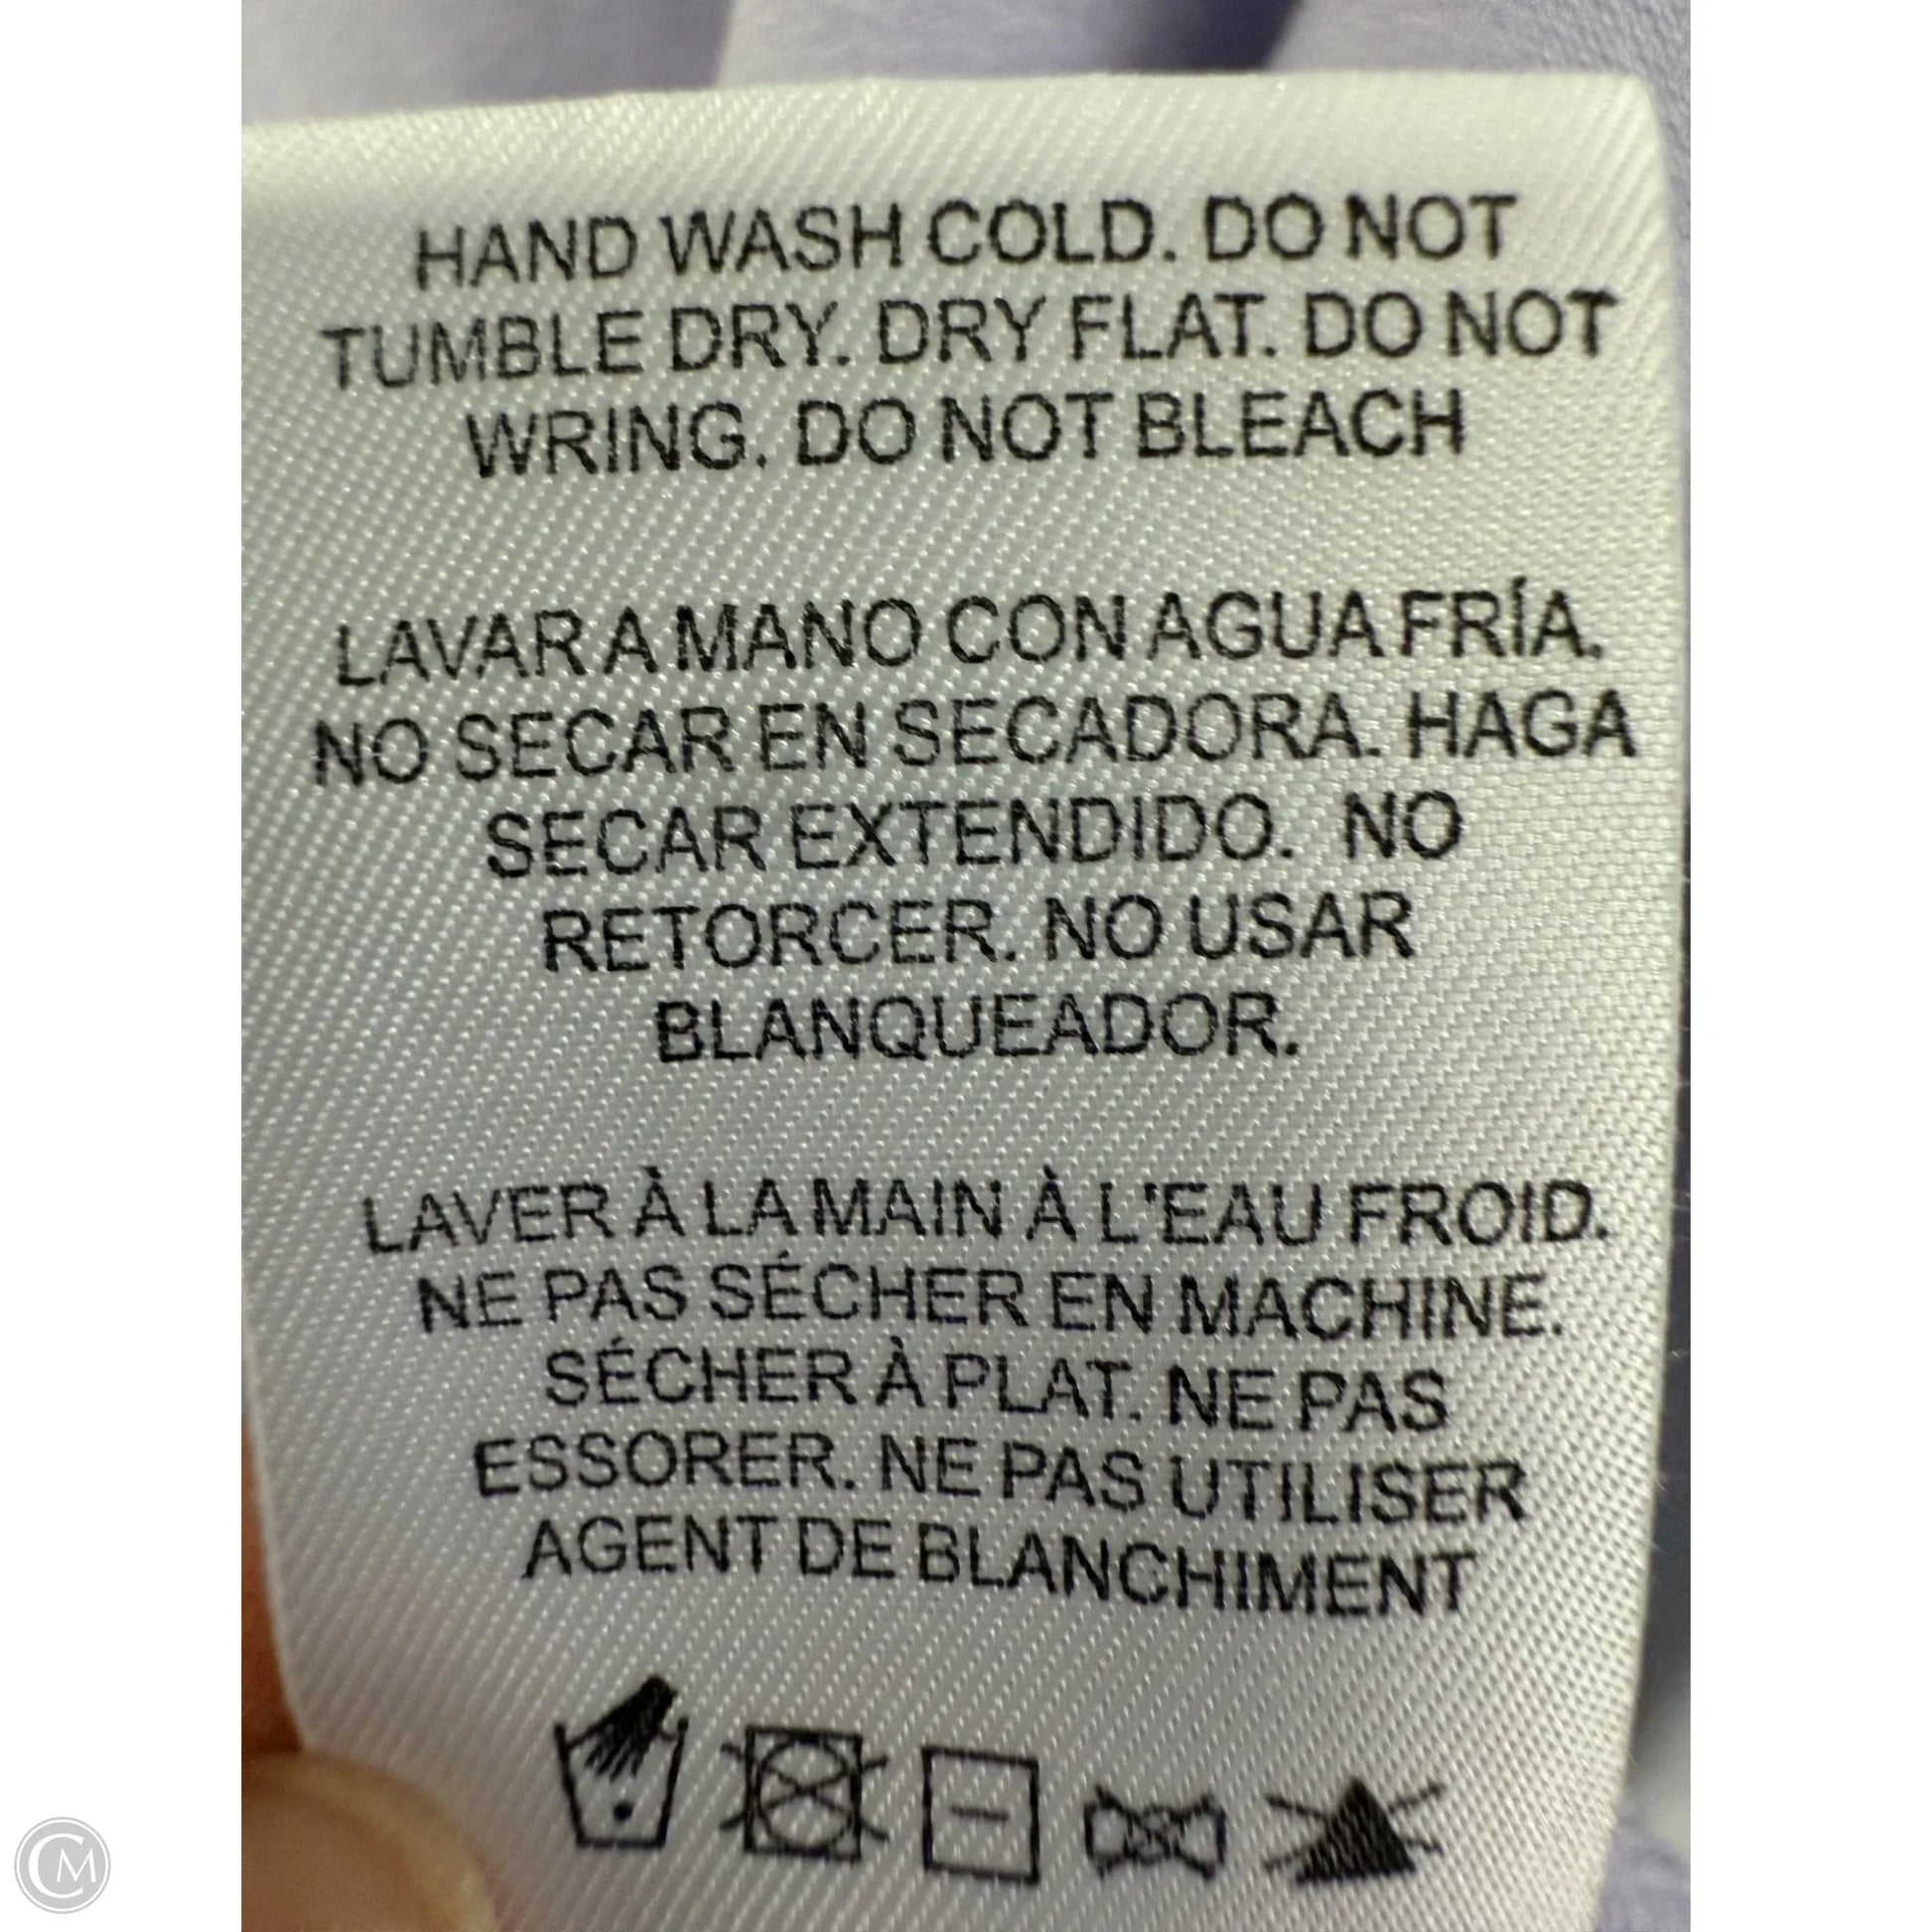 HAND WASH COLD. DO NOT
TUMBLE DRY. DRY FLAT. DO NOT
WRING. DO NOT BLEACH
LAVAR A MANO CON AGUA FRÍA.
NO SECAR EN SECADORA. HAGA
SECAR EXTENDIDO. NO
RETORCER. NO USAR
BLANQUEADOR.
LAVER À LA MAIN À L'EAU FROID.
NE PAS SÉCHER EN MACHINE.
SÉCHER À PLAT. NE PAS
ESSORER. NE PAS UTILISER
AGENT DE BLANCHIMENT
CM